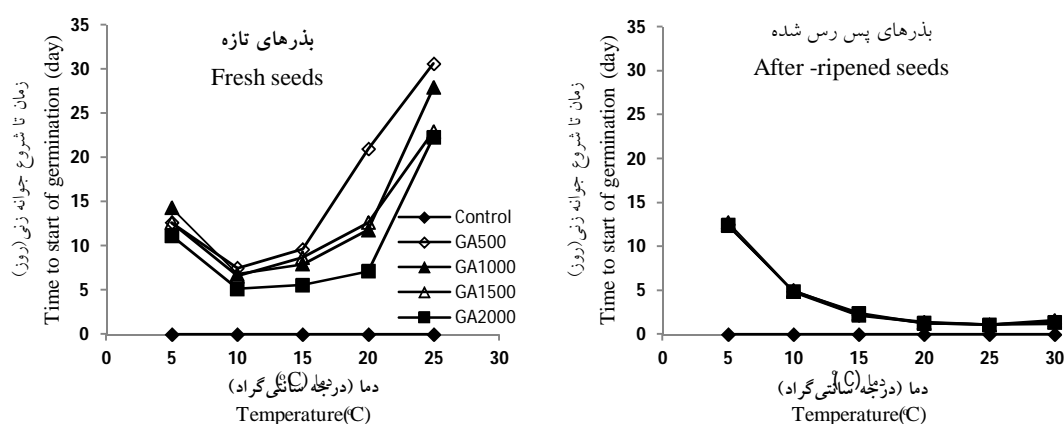 بذرهای تازه
Fresh seeds
زمان تا شروع جوانه زنی(روز)
Time to start of germination (day)
35
30
25
20
15
10
5
0
Control
GA500
GA1000
GA1500
GA2000
0 5 10 15 20 25 30
دما (درجه سانتی‌گراد)
Temperature(°C)
بذرهای پس رس شده
After -ripened seeds
زمان تا شروع جوانه زنی(روز)
Time to start of germination (day)
35
30
25
20
15
10
5
0
0 5 10 15 20 25 30
دما (°C)
دما (درجه سانتی‌گراد)
Temperature(°C)